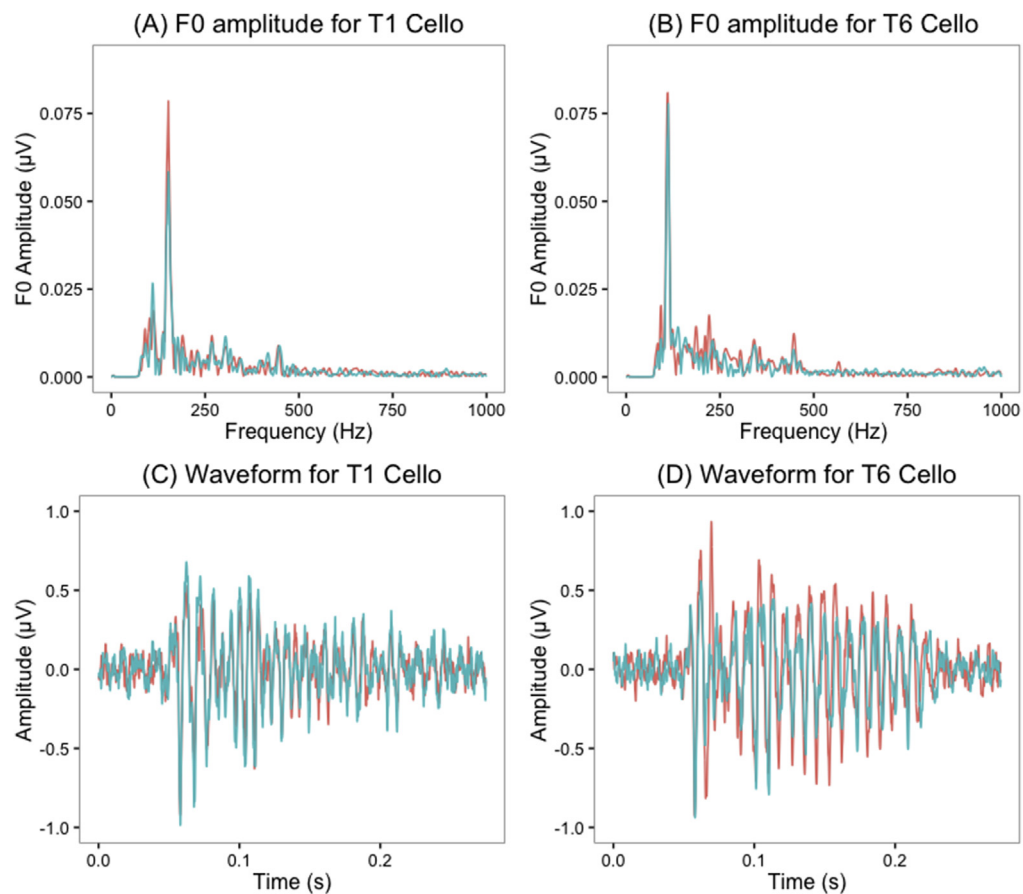 (A) F0 amplitude for T1 Cello
(B) F0 amplitude for T6 Cello
F0 Amplitude (µV)
0.075
0.050
0.025
0.000
0
250
500
750
1000
Frequency (Hz)
F0 Amplitude (µV)
0.075
0.050
0.025
0.000
0
250
500
750
1000
Frequency (Hz)
(C) Waveform for T1 Cello
(D) Waveform for T6 Cello
Amplitude (µV)
1.0
0.5
0.0
-0.5
-1.0
0.0
0.1
0.2
Time (s)
Amplitude (µV)
1.0
0.5
0.0
-0.5
-1.0
0.0
0.1
0.2
Time (s)